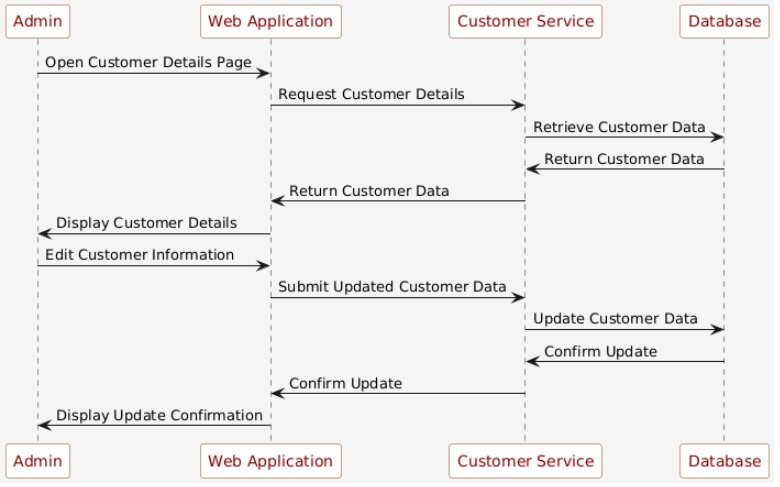 Admin
Web Application
Customer Service
Database
Open Customer Details Page
Request Customer Details
Retrieve Customer Data
Return Customer Data
Return Customer Data
Display Customer Details
Edit Customer Information
Submit Updated Customer Data
Update Customer Data
Confirm Update
Confirm Update
Display Update Confirmation
Admin
Web Application
Customer Service
Database